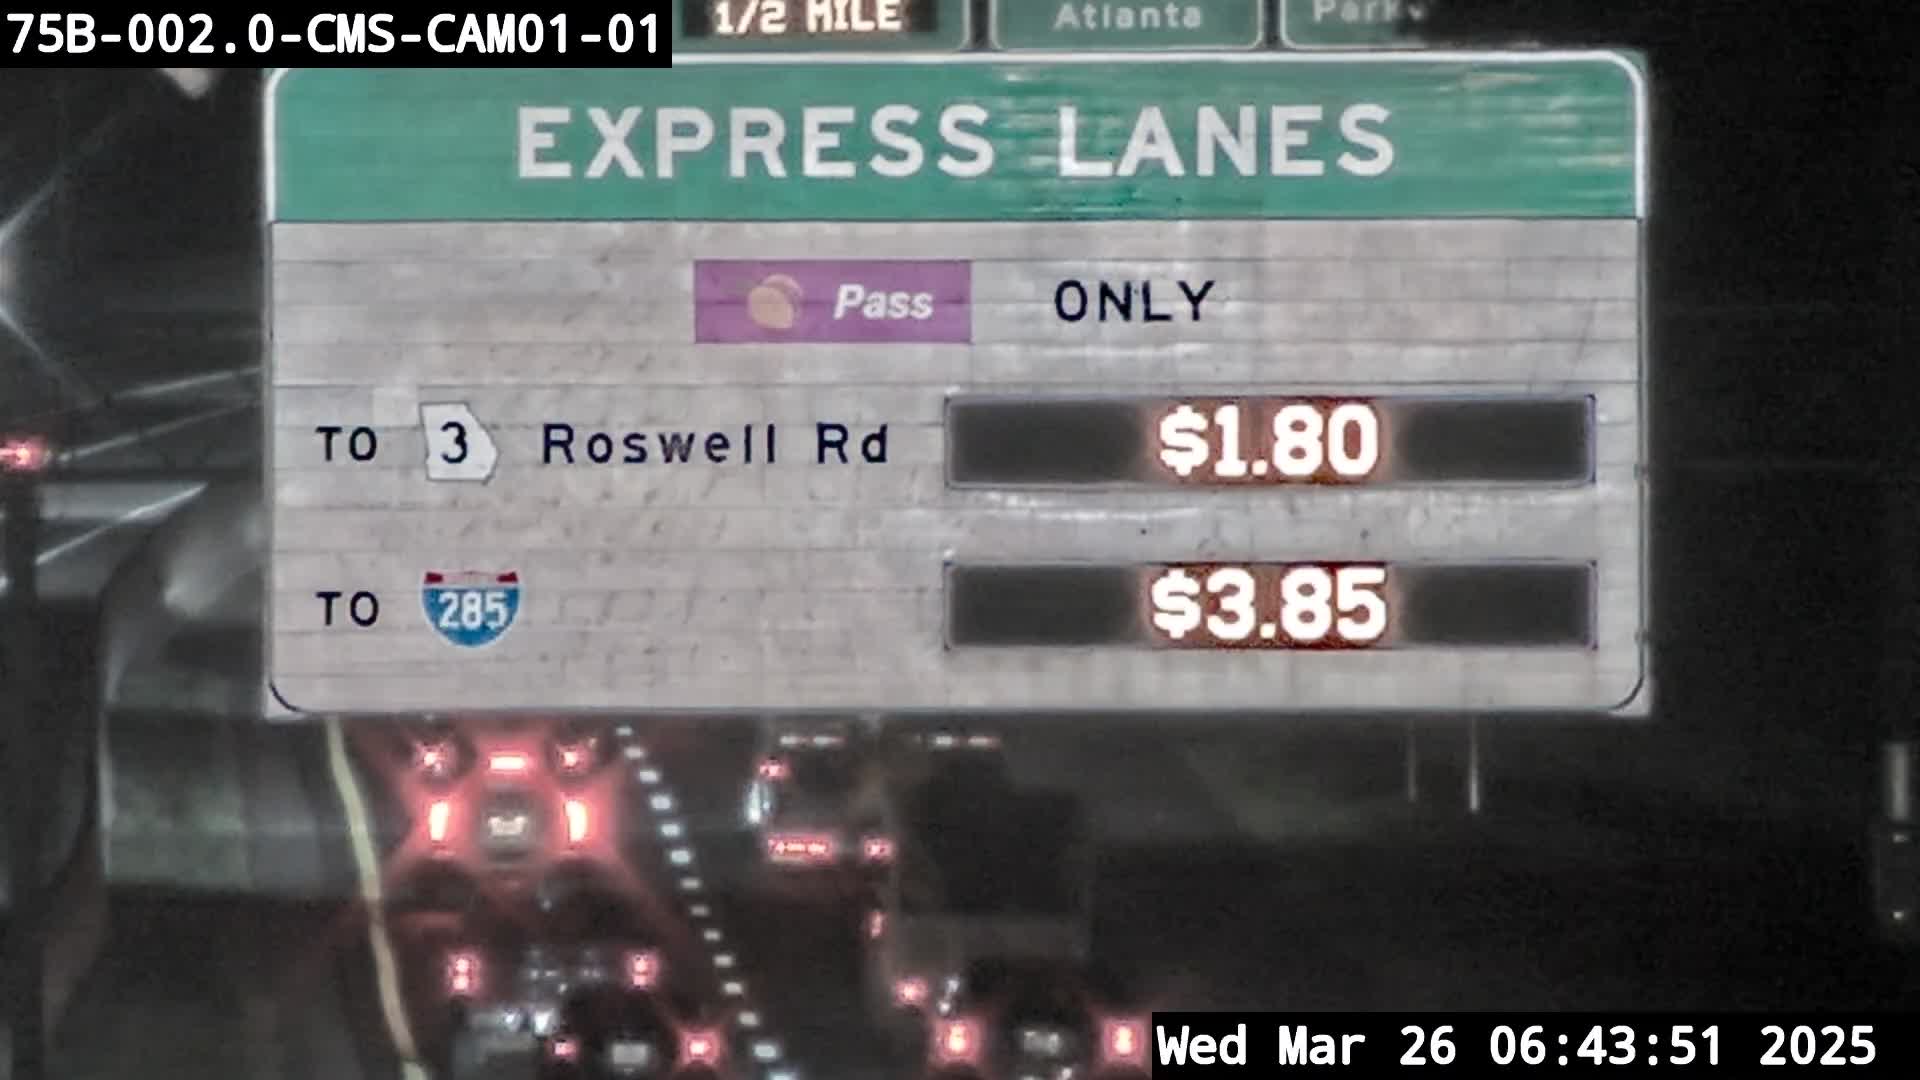 75B-002.0-CMS-CAM01-01
1/2 MILE
Atlanta
EXPRESS LANES
Pass ONLY
TO 3 Roswell Rd $1.80
TO 285 $3.85
Wed Mar 26 06:43:51 2025